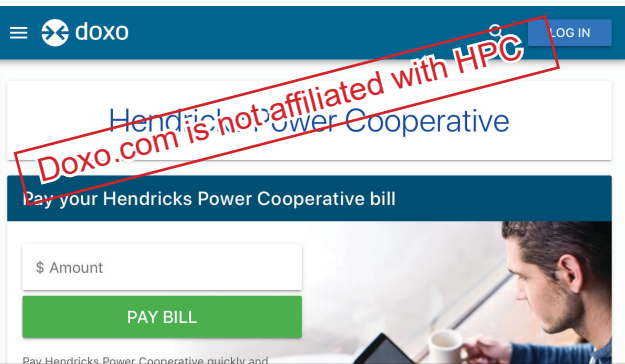 doxo
LOG IN
Doxo.com is not affiliated with HPC
Hendricks Power Cooperative
Pay your Hendricks Power Cooperative bill
$ Amount
PAY BILL
Pay Hendricks Power Cooperative quickly and